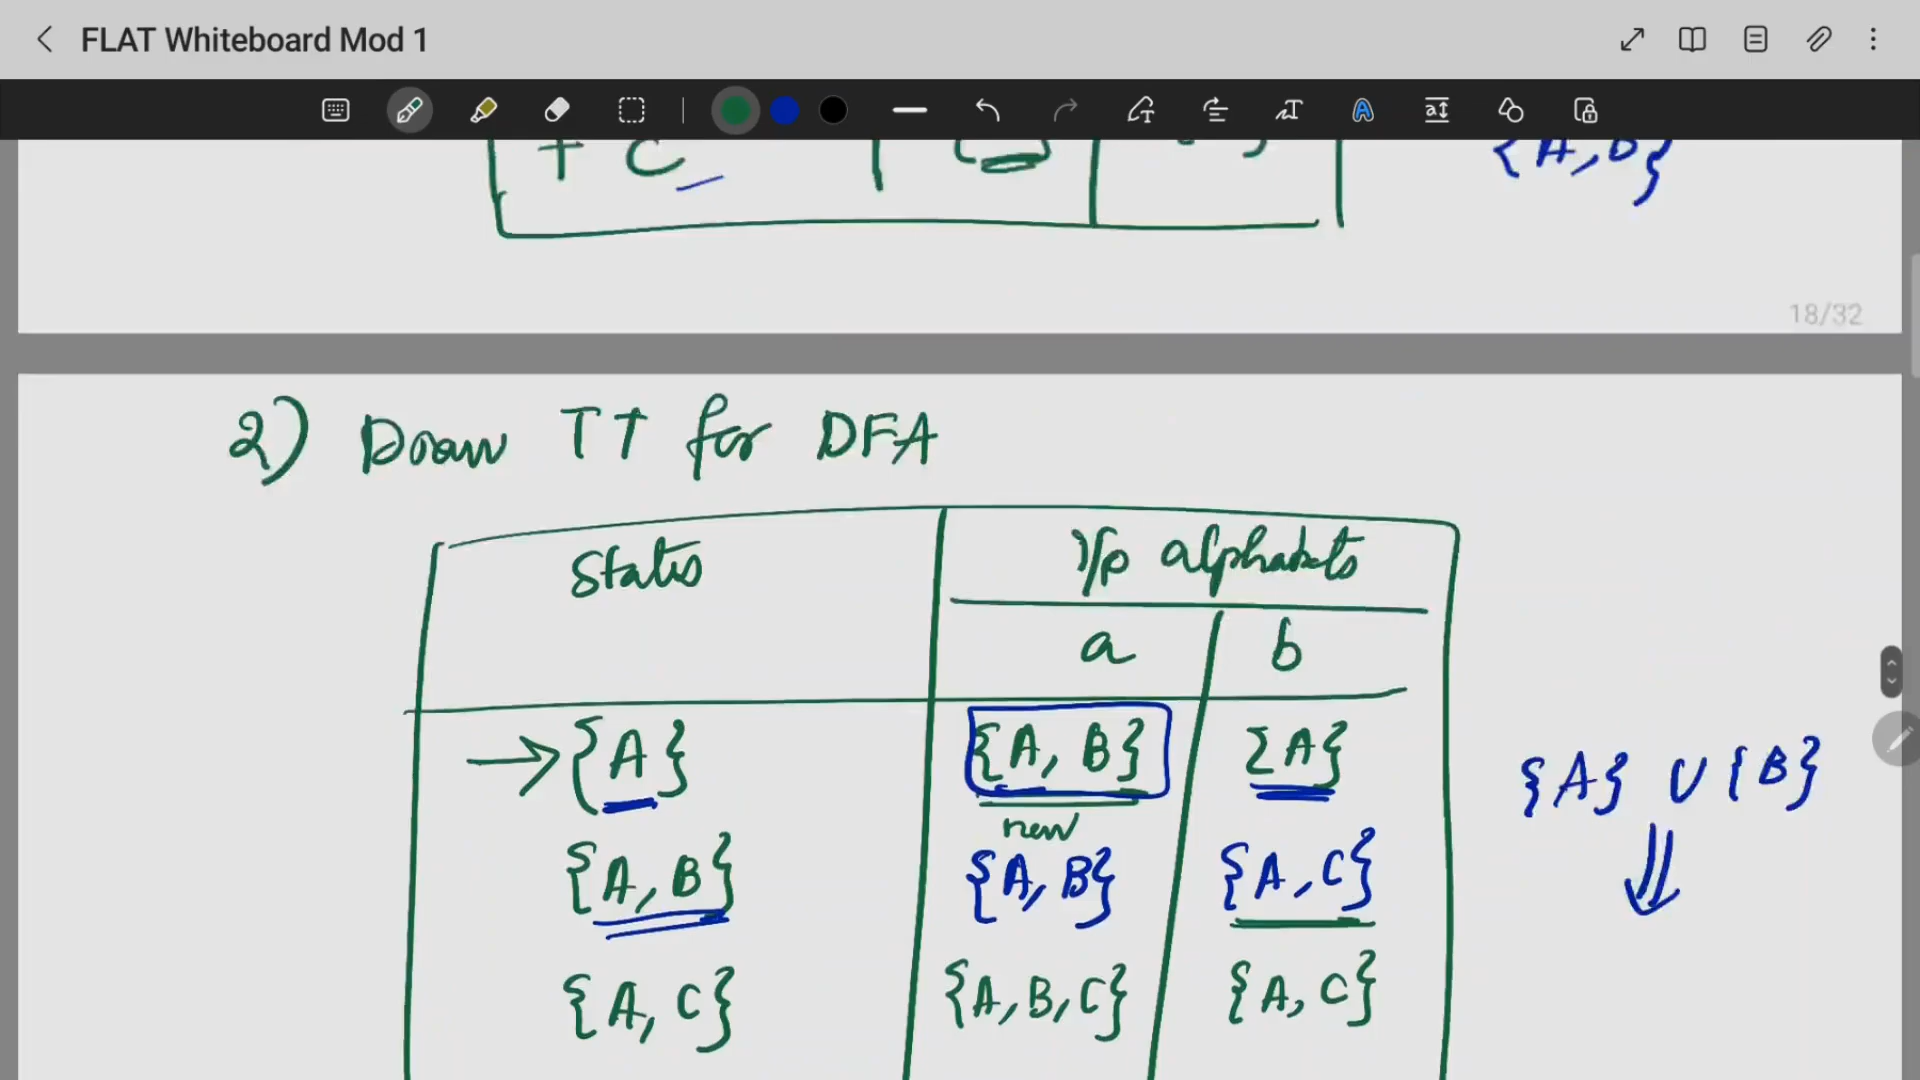 FLAT Whiteboard Mod 1
+ C
{A,B}
18/32
2) Draw TT for DFA
States
I/p alphabets
a
b
→ {A}
{A, B}
{A}
{A} U {B}
new
{A, B}
{A, B}
{A, C}
{A, C}
{A, B, C}
{A, C}